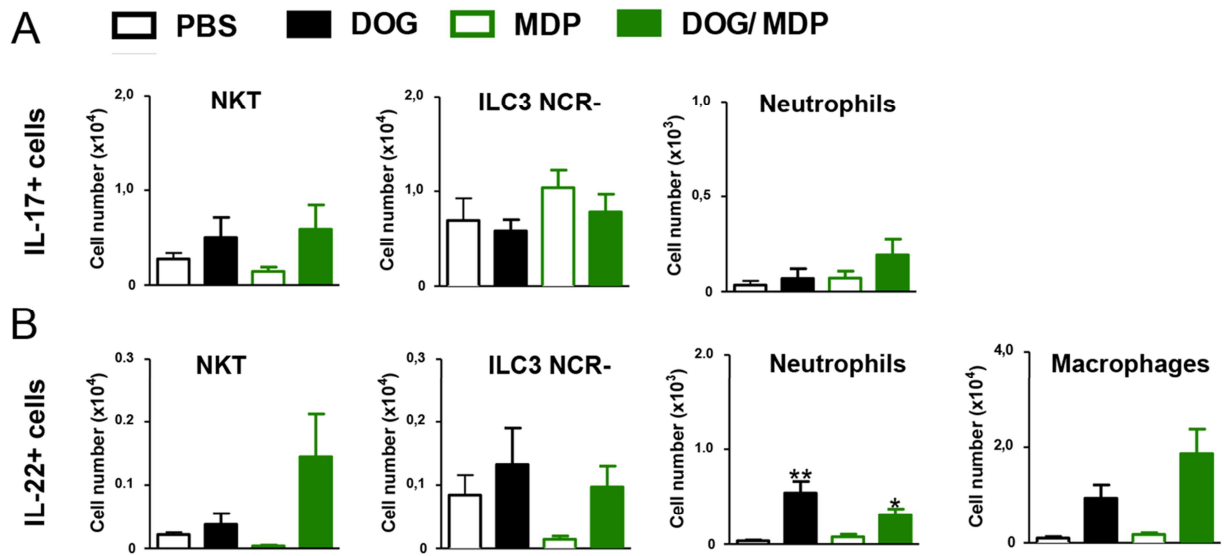 A
PBS DOG MDP DOG/ MDP
IL-17+ cells
NKT
Cell number (x10⁴)
2,0
1,0
0
ILC3 NCR-
Cell number (x10⁴)
2,0
1,0
0
Neutrophils
Cell number (x10³)
1,0
0,5
0
B
IL-22+ cells
NKT
Cell number (x10⁴)
0,3
0,2
0,1
0
ILC3 NCR-
Cell number (x10⁴)
0,3
0,2
0,1
0
Neutrophils
Cell number (x10³)
2.0
1.0
0
**
*
Macrophages
Cell number (x10⁴)
4,0
2,0
0